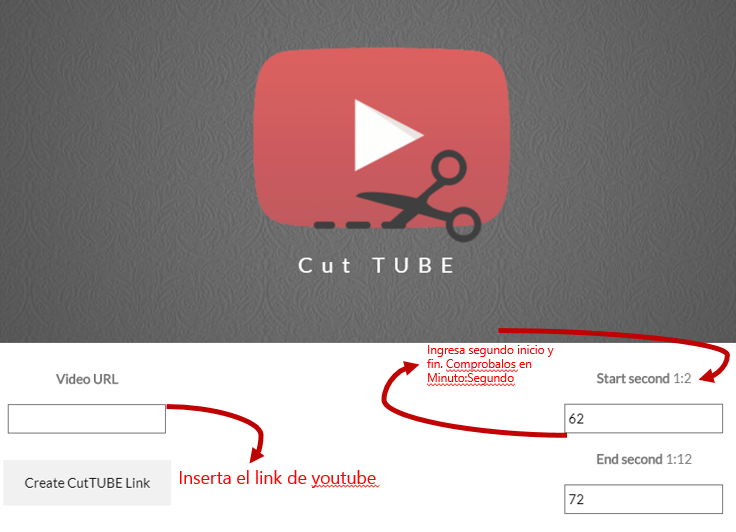 Cut TUBE
Ingresa segundo inicio y
fin. Comprobalos en
Minuto:Segundo
Video URL
Start second 1:2
62
End second 1:12
Create CutTUBE Link
Inserta el link de youtube
72